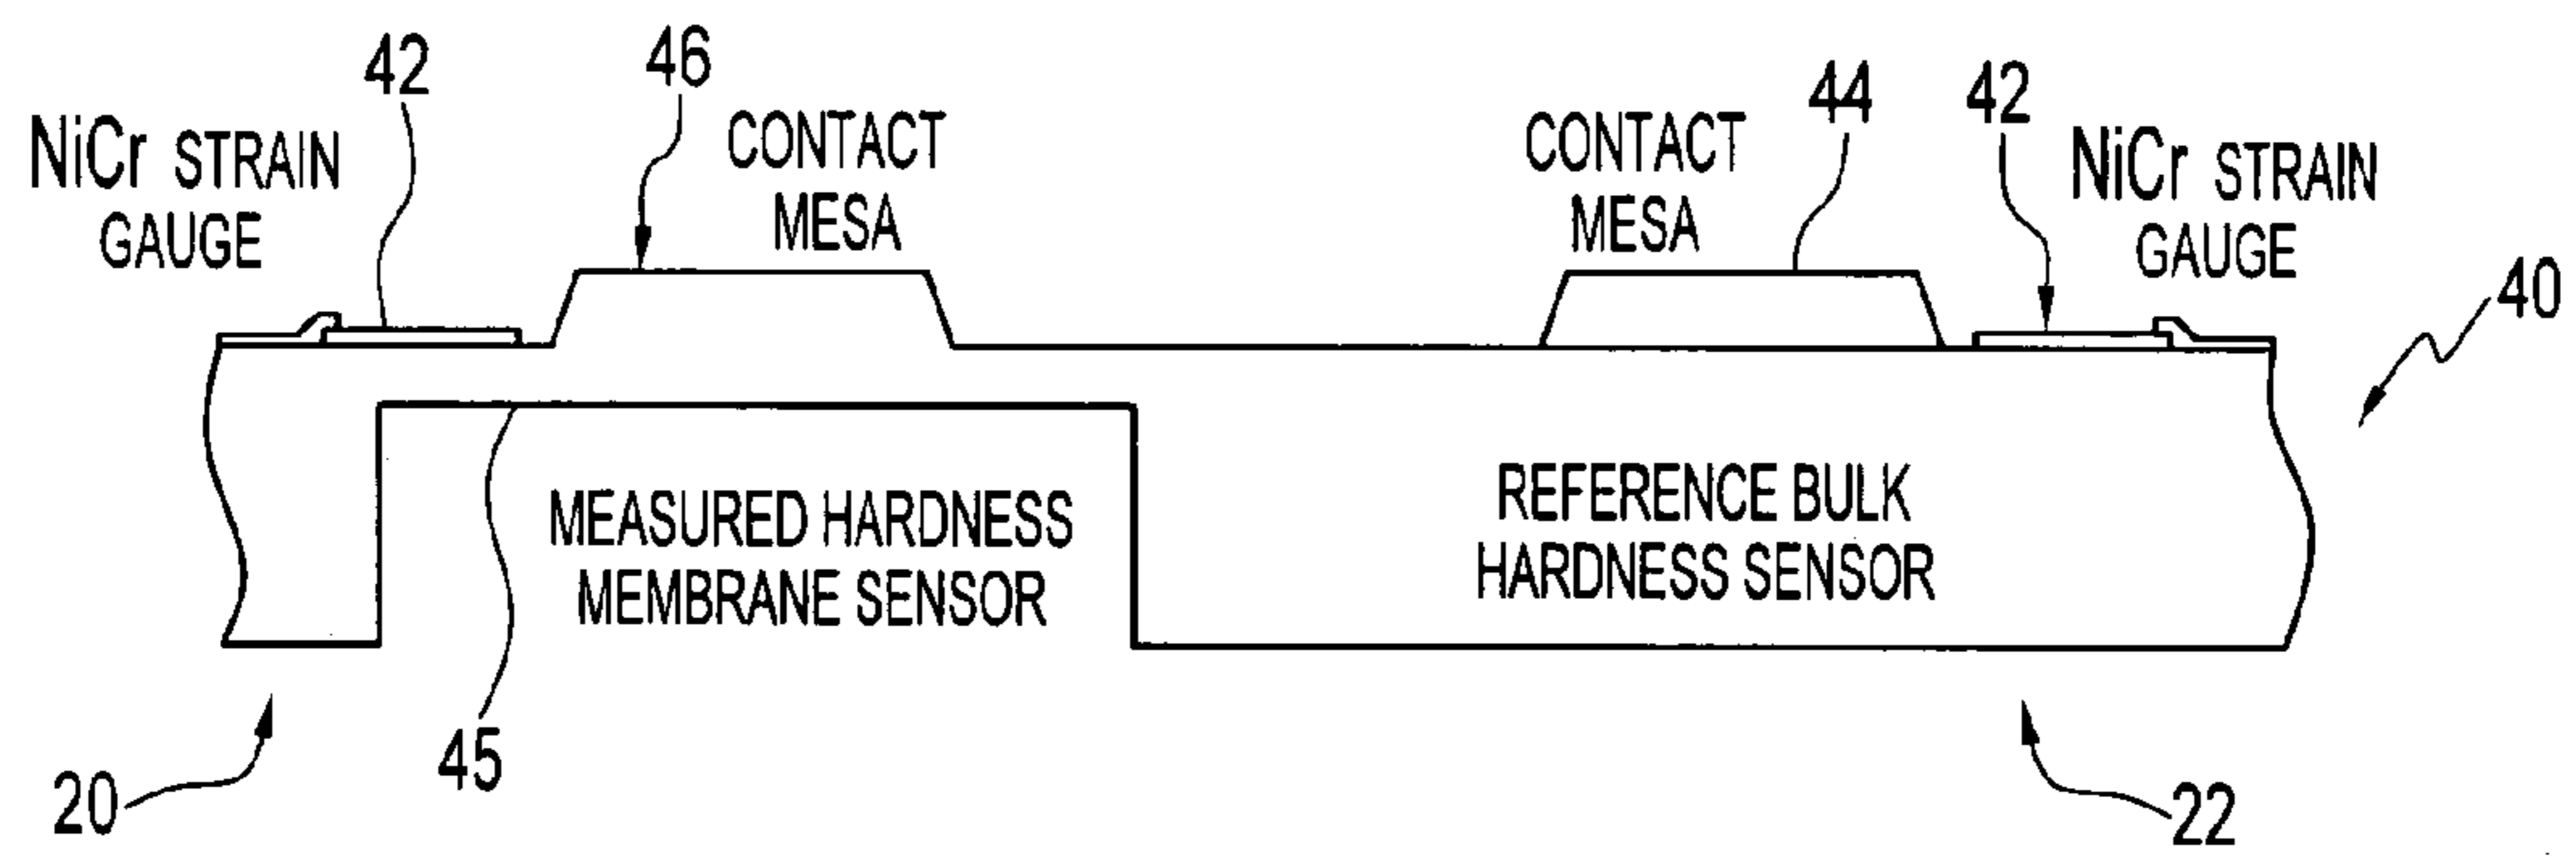 42
46
44
42
NiCr STRAIN
GAUGE
CONTACT
MESA
CONTACT
MESA
NiCr STRAIN
GAUGE
40
MEASURED HARDNESS
MEMBRANE SENSOR
REFERENCE BULK
HARDNESS SENSOR
45
20
22